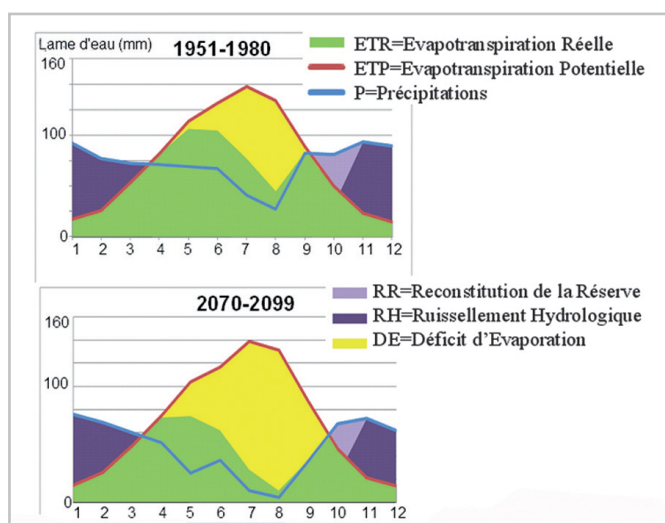 Lame d'eau (mm)
1951-1980
ETR=Evapotranspiration Réelle
ETP=Evapotranspiration Potentielle
P=Précipitations
160
100
0
1 2 3 4 5 6 7 8 9 10 11 12
2070-2099
RR=Reconstitution de la Réserve
RH=Ruissellement Hydrologique
DE=Déficit d'Evaporation
160
100
0
1 2 3 4 5 6 7 8 9 10 11 12